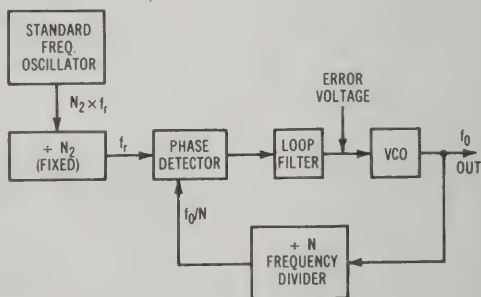 STANDARD
FREQ.
OSCILLATOR
N₂ × fᵣ
÷ N₂
(FIXED)
fᵣ
PHASE
DETECTOR
LOOP
FILTER
ERROR
VOLTAGE
VCO
f₀
OUT
f₀/N
÷ N
FREQUENCY
DIVIDER